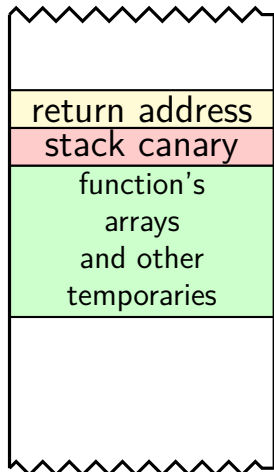 return address
stack canary
function's
arrays
and other
temporaries